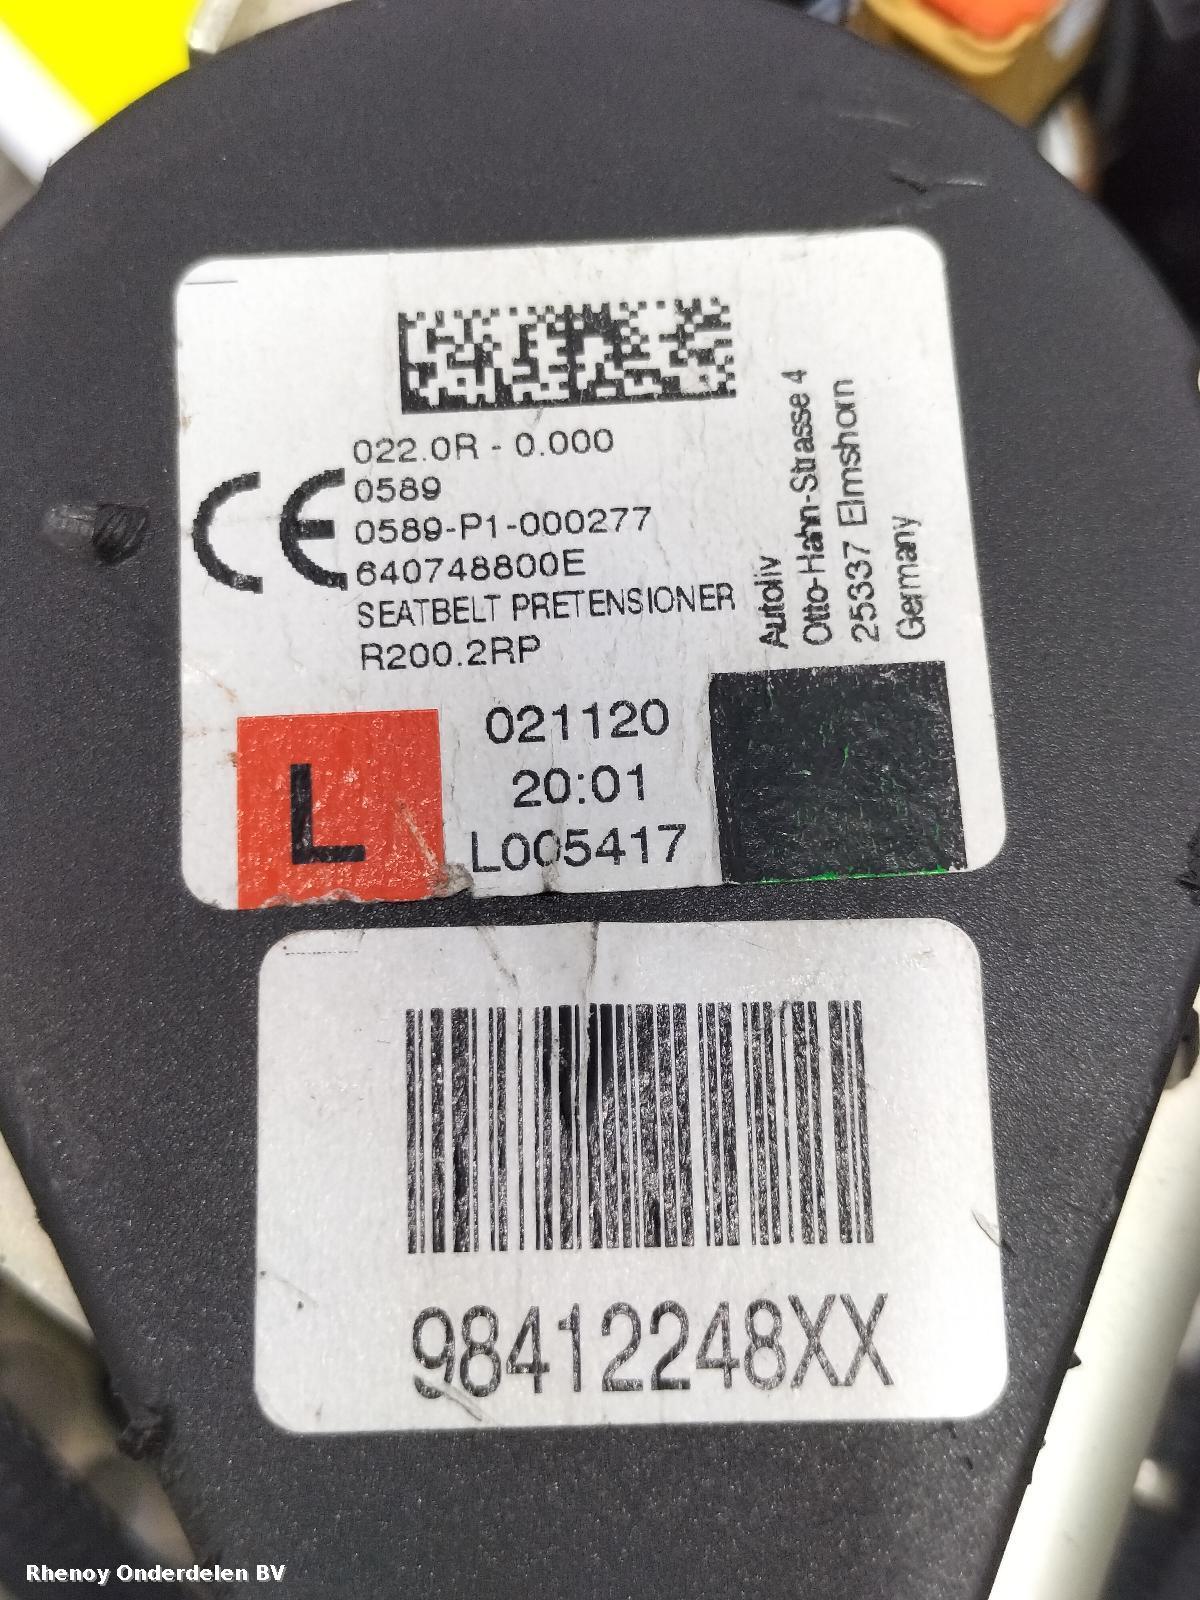 022.0R - 0.000
CE
0589
0589-P1-000277
640748800E
SEATBELT PRETENSIONER
R200.2RP
Autoliv
Otto-Hahn-Strasse 4
25337 Elmshorn
Germany
L
021120
20:01
L005417
98412248XX
Rhenoy Onderdelen BV